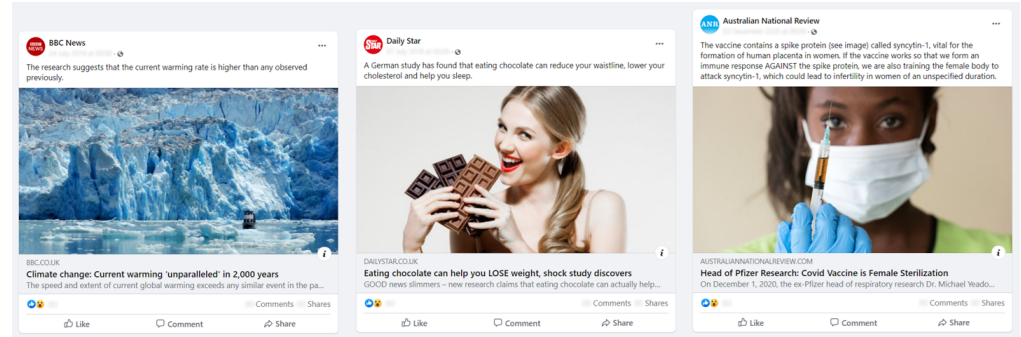 BBC NEWS
BBC News
The research suggests that the current warming rate is higher than any observed
previously.
BBC.CO.UK
Climate change: Current warming 'unparalleled' in 2,000 years
The speed and extent of current global warming exceeds any similar event in the pa...
Comments Shares
Like Comment Share
DAILY STAR
Daily Star
A German study has found that eating chocolate can reduce your waistline, lower your
cholesterol and help you sleep.
DAILYSTAR.CO.UK
Eating chocolate can help you LOSE weight, shock study discovers
GOOD news slimmers – new research claims that eating chocolate can actually help...
Comments Shares
Like Comment Share
ANR
Australian National Review
The vaccine contains a spike protein (see image) called syncytin-1, vital for the
formation of human placenta in women. If the vaccine works so that we form an
immune response AGAINST the spike protein, we are also training the female body to
attack syncytin-1, which could lead to infertility in women of an unspecified duration.
AUSTRALIANNATIONALREVIEW.COM
Head of Pfizer Research: Covid Vaccine is Female Sterilization
On December 1, 2020, the ex-Pfizer head of respiratory research Dr. Michael Yeado...
Comments Shares
Like Comment Share